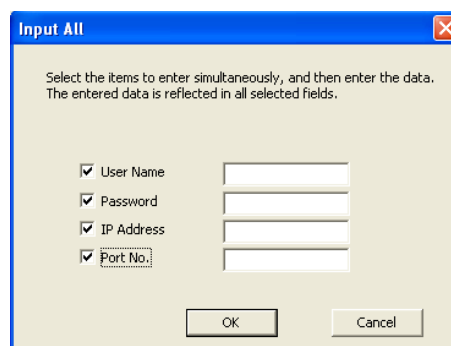 Input All
Select the items to enter simultaneously, and then enter the data.
The entered data is reflected in all selected fields.
User Name
Password
IP Address
Port No.
OK Cancel